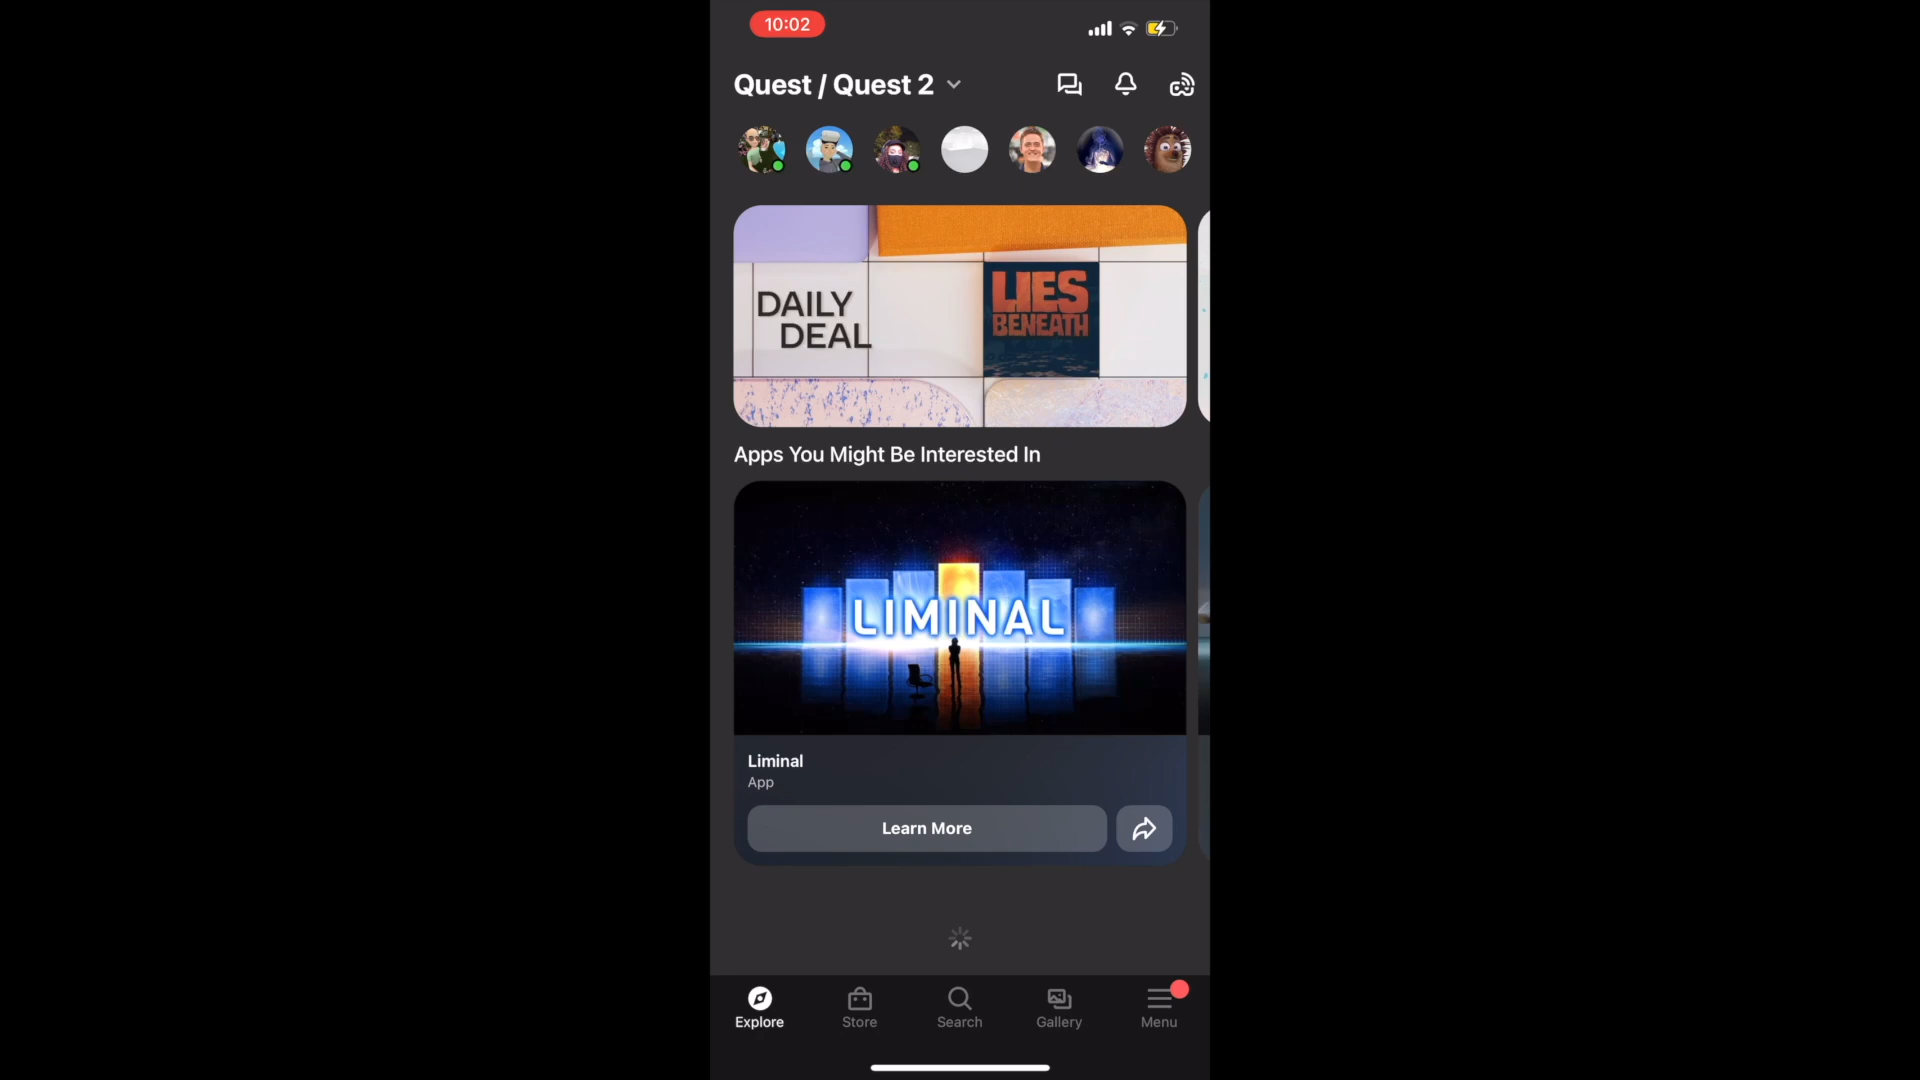 10:02
Quest / Quest 2
DAILY
DEAL
LIES
BENEATH
Apps You Might Be Interested In
LIMINAL
Liminal
App
Learn More
Explore
Store
Search
Gallery
Menu